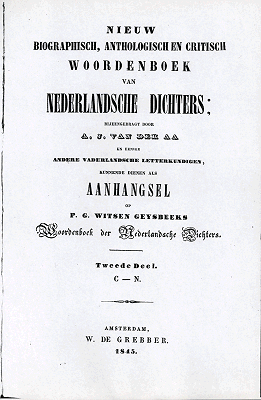 NIEUW
BIOGRAPHISCH, ANTHOLOGISCH EN CRITISCH
WOORDENBOEK
VAN
NEDERLANDSCHE DICHTERS;
BIJEENGEBRAGT DOOR
A. J. VAN DER AA
EN EENIGE
ANDERE VADERLANDSCHE LETTERKUNDIGEN,
KUNNENDE DIENEN ALS
AANHANGSEL
OP
P. G. WITSEN GEYSBEEKS
Woordenboek der Nederlandsche Dichters.
Tweede Deel.
C — N.
AMSTERDAM,
W. DE GREBBER.
1845.